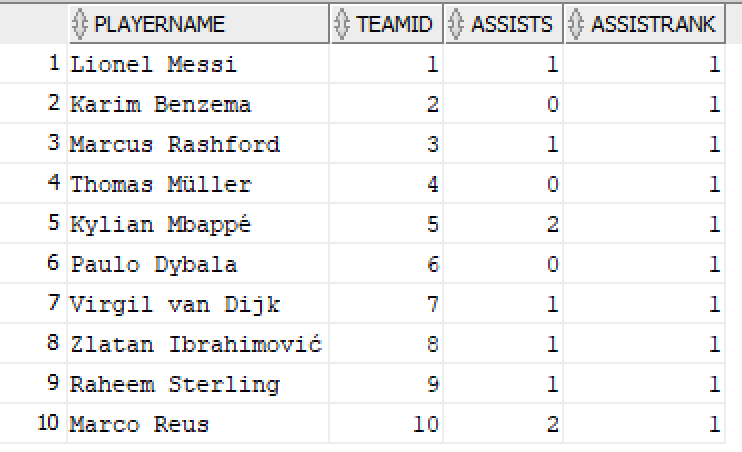 PLAYERNAME TEAMID ASSISTS ASSISTRANK
1 Lionel Messi 1 1 1
2 Karim Benzema 2 0 1
3 Marcus Rashford 3 1 1
4 Thomas Müller 4 0 1
5 Kylian Mbappé 5 2 1
6 Paulo Dybala 6 0 1
7 Virgil van Dijk 7 1 1
8 Zlatan Ibrahimović 8 1 1
9 Raheem Sterling 9 1 1
10 Marco Reus 10 2 1